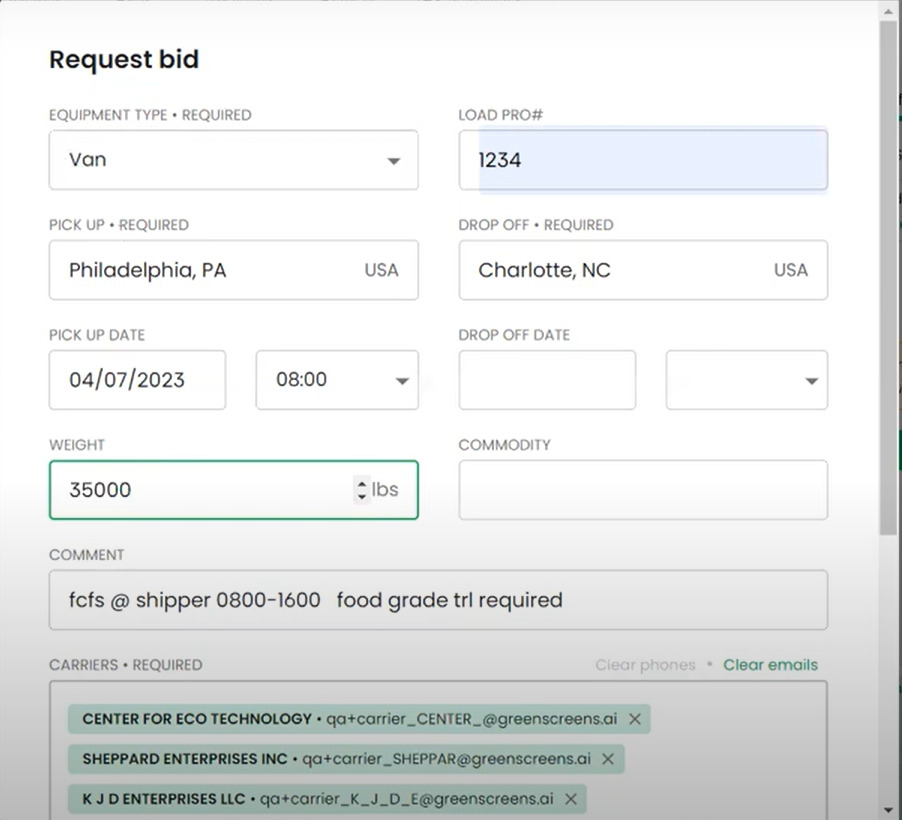 Request bid
EQUIPMENT TYPE • REQUIRED
LOAD PRO#
Van
1234
PICK UP • REQUIRED
DROP OFF • REQUIRED
Philadelphia, PA USA
Charlotte, NC USA
PICK UP DATE
DROP OFF DATE
04/07/2023 08:00
WEIGHT
COMMODITY
35000 lbs
COMMENT
fcfs @ shipper 0800-1600 food grade trl required
CARRIERS • REQUIRED
Clear phones • Clear emails
CENTER FOR ECO TECHNOLOGY • qa+carrier_CENTER_@greenscreens.ai ×
SHEPPARD ENTERPRISES INC • qa+carrier_SHEPPAR@greenscreens.ai ×
K J D ENTERPRISES LLC • qa+carrier_K_J_D_E@greenscreens.ai ×